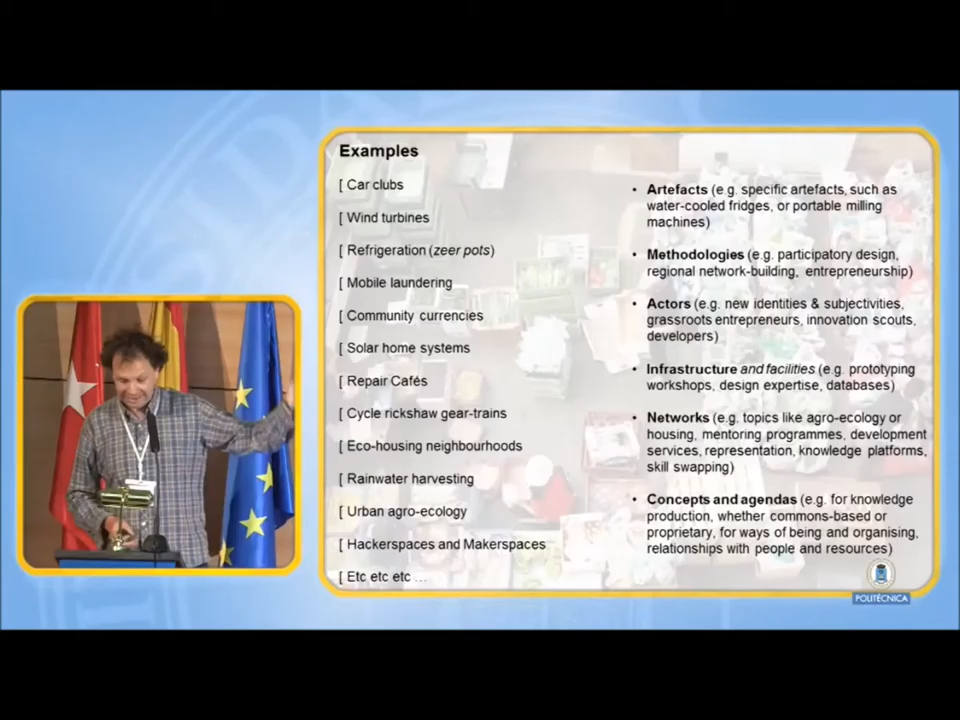 Examples
[ Car clubs
[ Wind turbines
[ Refrigeration (zeer pots)
[ Mobile laundering
[ Community currencies
[ Solar home systems
[ Repair Cafés
[ Cycle rickshaw gear-trains
[ Eco-housing neighbourhoods
[ Rainwater harvesting
[ Urban agro-ecology
[ Hackerspaces and Makerspaces
[ Etc etc etc …
• Artefacts (e.g. specific artefacts, such as
water-cooled fridges, or portable milling
machines)
• Methodologies (e.g. participatory design,
regional network-building, entrepreneurship)
• Actors (e.g. new identities & subjectivities,
grassroots entrepreneurs, innovation scouts,
developers)
• Infrastructure and facilities (e.g. prototyping
workshops, design expertise, databases)
• Networks (e.g. topics like agro-ecology or
housing, mentoring programmes, development
services, representation, knowledge platforms,
skill swapping)
• Concepts and agendas (e.g. for knowledge
production, whether commons-based or
proprietary, for ways of being and organising,
relationships with people and resources)
POLITÉCNICA